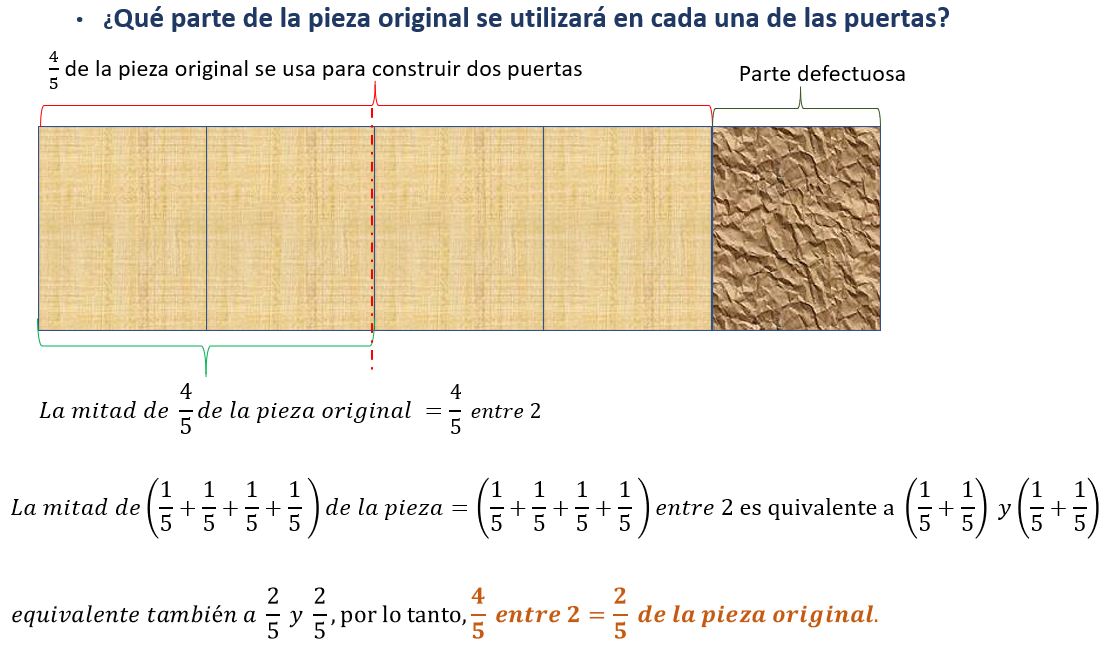 • ¿Qué parte de la pieza original se utilizará en cada una de las puertas?
4/5 de la pieza original se usa para construir dos puertas
Parte defectuosa
La mitad de 4/5 de la pieza original = 4/5 entre 2
La mitad de (1/5 + 1/5 + 1/5 + 1/5) de la pieza = (1/5 + 1/5 + 1/5 + 1/5) entre 2 es quivalente a (1/5 + 1/5) y (1/5 + 1/5)
equivalente también a 2/5 y 2/5, por lo tanto, 4/5 entre 2 = 2/5 de la pieza original.